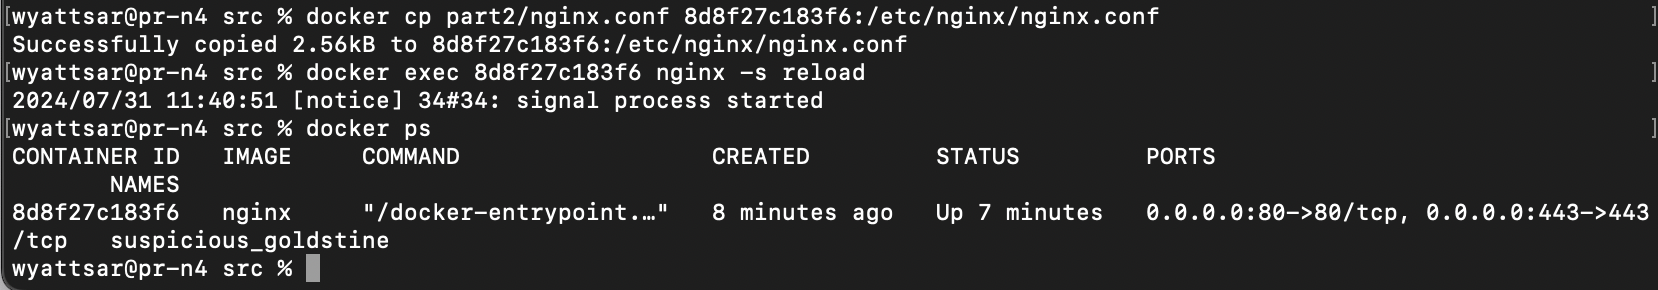 [wyattsar@pr-n4 src % docker cp part2/nginx.conf 8d8f27c183f6:/etc/nginx/nginx.conf ]
Successfully copied 2.56kB to 8d8f27c183f6:/etc/nginx/nginx.conf
[wyattsar@pr-n4 src % docker exec 8d8f27c183f6 nginx -s reload ]
2024/07/31 11:40:51 [notice] 34#34: signal process started
[wyattsar@pr-n4 src % docker ps ]
CONTAINER ID   IMAGE     COMMAND                  CREATED         STATUS         PORTS
       NAMES
8d8f27c183f6   nginx     "/docker-entrypoint.…"   8 minutes ago   Up 7 minutes   0.0.0.0:80->80/tcp, 0.0.0.0:443->443
/tcp   suspicious_goldstine
wyattsar@pr-n4 src %